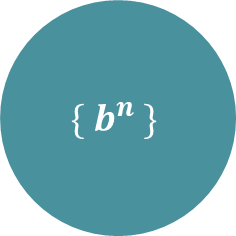 { bⁿ }